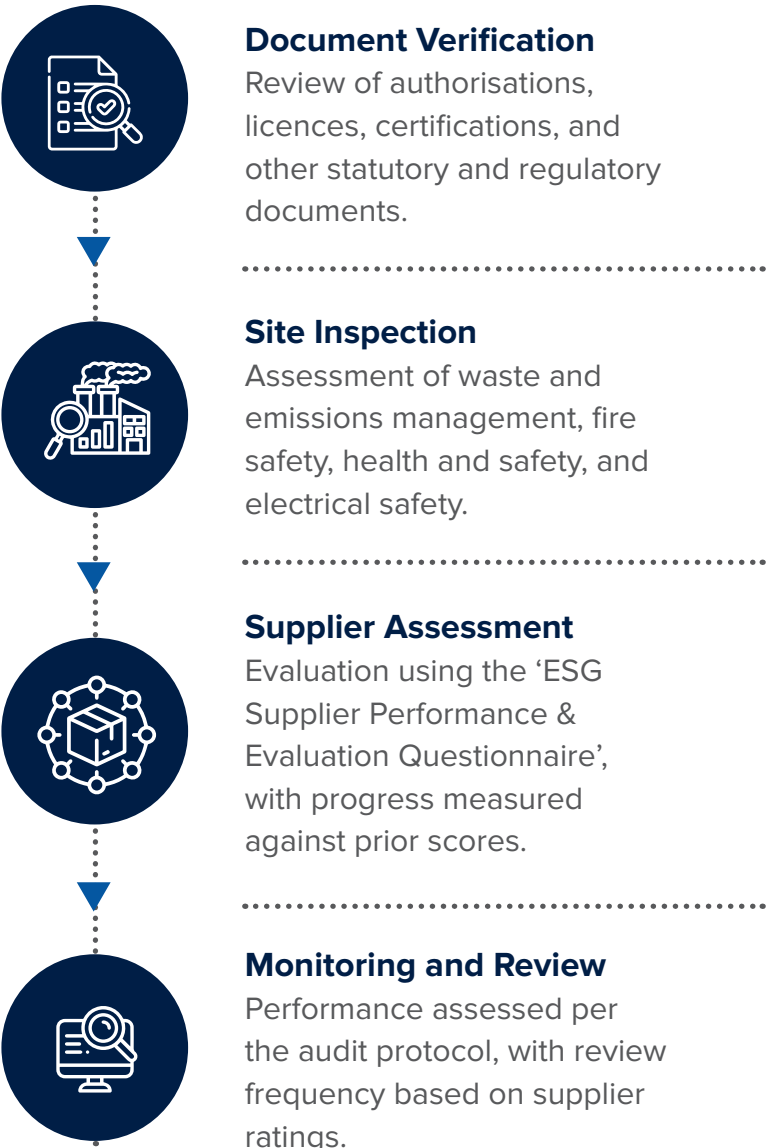 Document Verification
Review of authorisations,
licences, certifications, and
other statutory and regulatory
documents.
Site Inspection
Assessment of waste and
emissions management, fire
safety, health and safety, and
electrical safety.
Supplier Assessment
Evaluation using the ‘ESG
Supplier Performance &
Evaluation Questionnaire’,
with progress measured
against prior scores.
Monitoring and Review
Performance assessed per
the audit protocol, with review
frequency based on supplier
ratings.